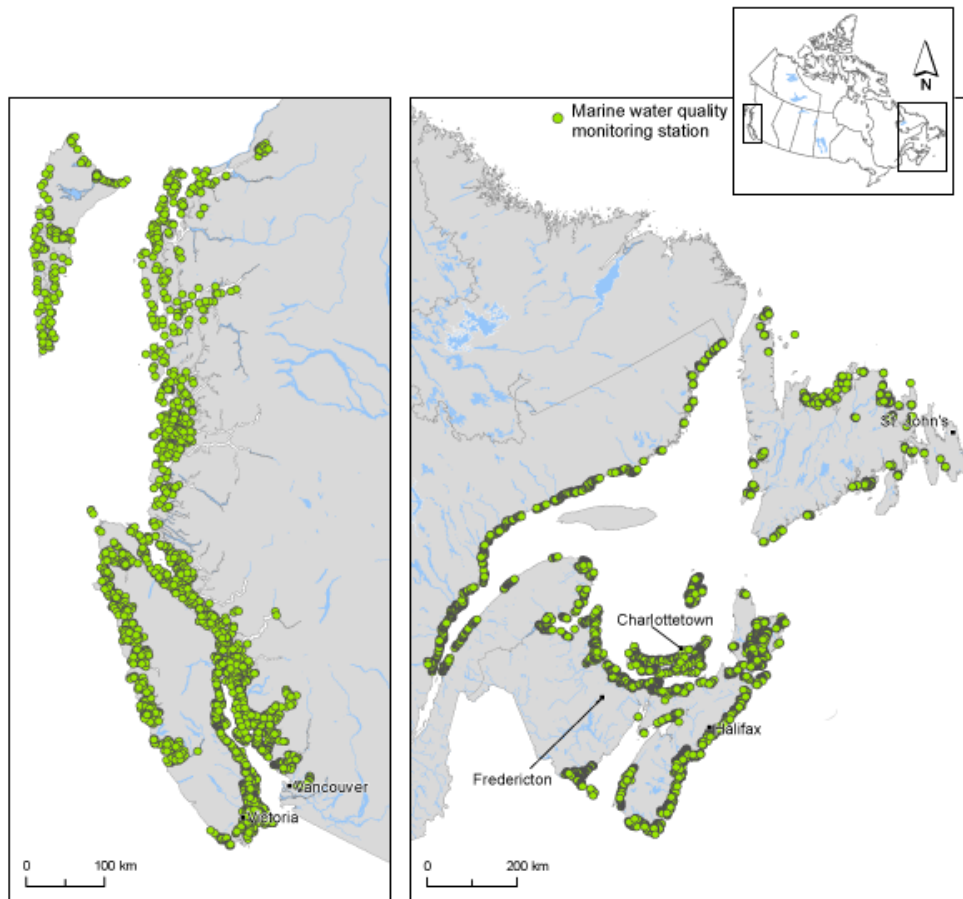 Marine water quality
monitoring station
N
St. John's
Charlottetown
Halifax
Fredericton
Vancouver
Victoria
0 100 km
0 200 km